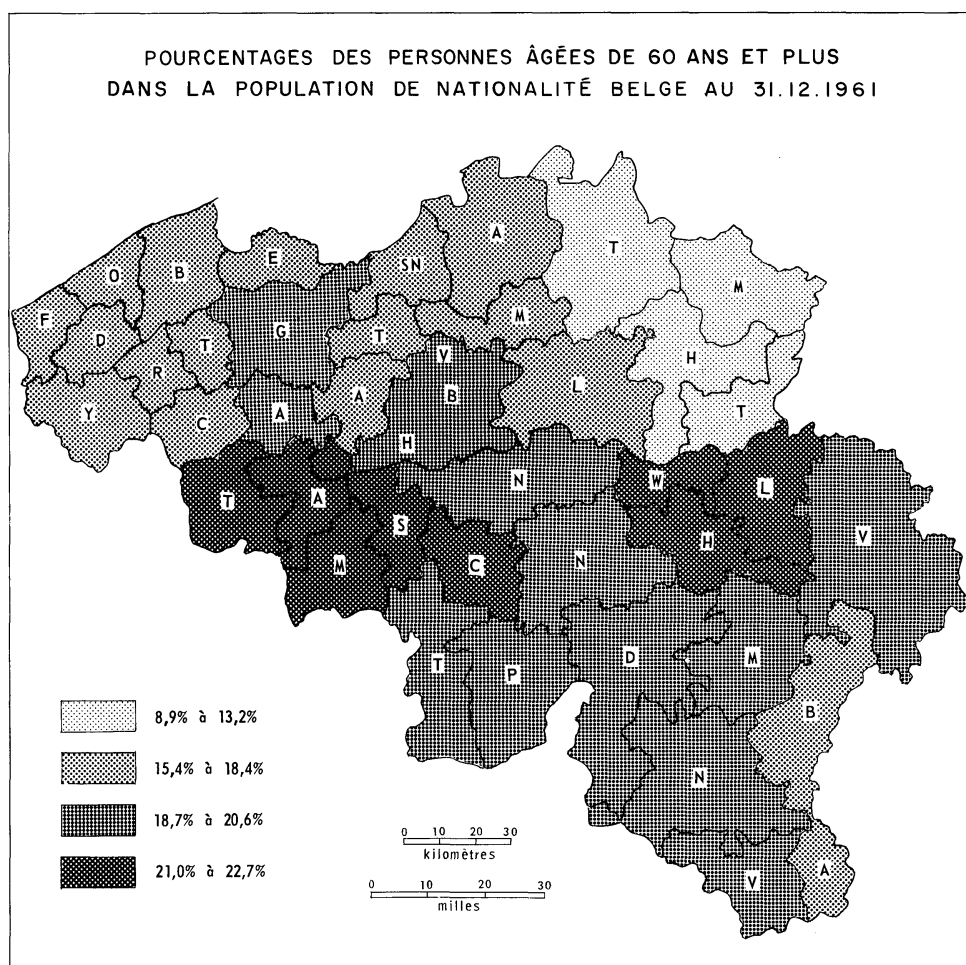 POURCENTAGES DES PERSONNES ÂGÉES DE 60 ANS ET PLUS
DANS LA POPULATION DE NATIONALITÉ BELGE AU 31.12.1961
A
T
E
SN
O
B
M
F
M
G
D
T
T
V
H
R
L
B
A
A
T
Y
C
H
N
W
L
T
A
S
H
V
M
C
N
T
P
D
M
B
N
A
V
8,9% à 13,2%
15,4% à 18,4%
18,7% à 20,6%
21,0% à 22,7%
0 10 20 30
kilomètres
0 10 20 30
milles